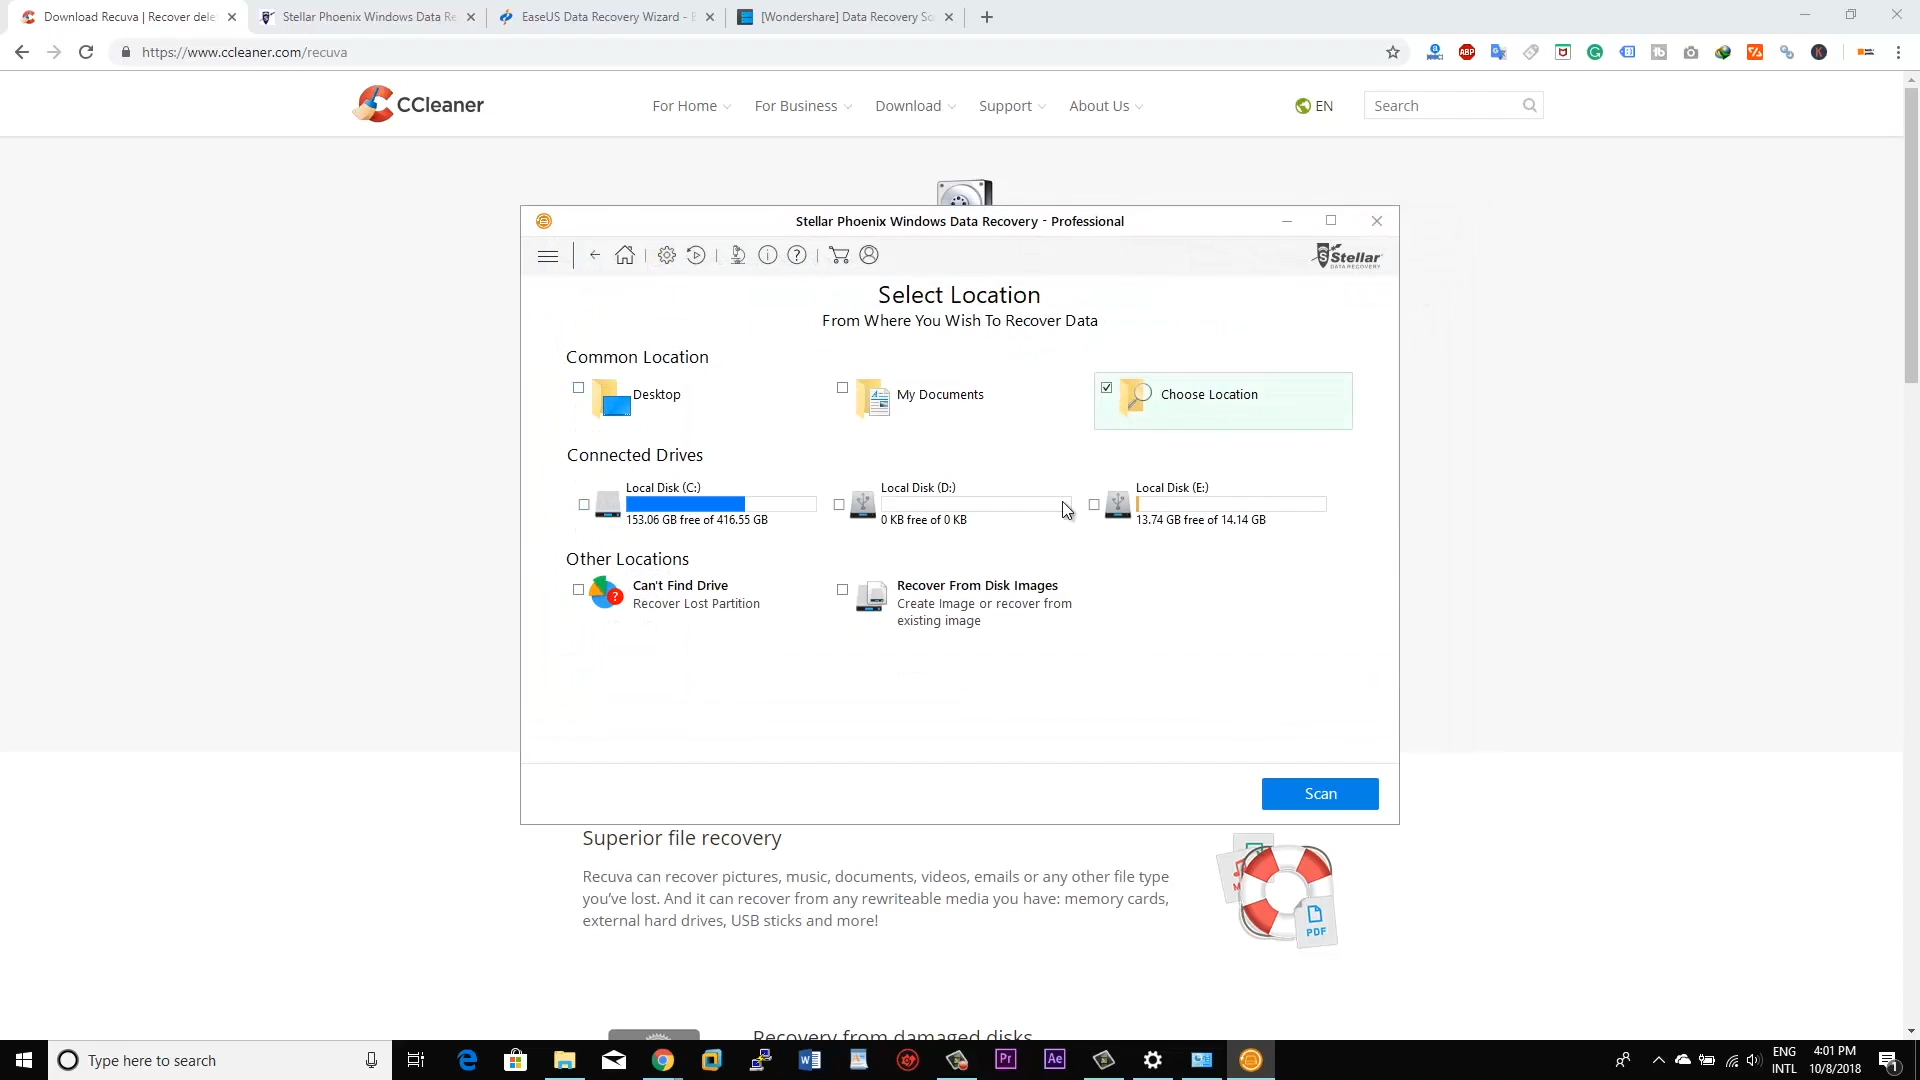 Download Recuva | Recover dele
Stellar Phoenix Windows Data Re
EaseUS Data Recovery Wizard - E
[Wondershare] Data Recovery So
https://www.ccleaner.com/recuva
ABP
CCleaner
For Home
For Business
Download
Support
About Us
EN
Search
Stellar Phoenix Windows Data Recovery - Professional
Stellar
DATA RECOVERY
Select Location
From Where You Wish To Recover Data
Common Location
Desktop
My Documents
Choose Location
Connected Drives
Local Disk (C:)
153.06 GB free of 416.55 GB
Local Disk (D:)
0 KB free of 0 KB
Local Disk (E:)
13.74 GB free of 14.14 GB
Other Locations
Can't Find Drive
Recover Lost Partition
Recover From Disk Images
Create Image or recover from
existing image
Scan
Superior file recovery
Recuva can recover pictures, music, documents, videos, emails or any other file type
you've lost. And it can recover from any rewriteable media you have: memory cards,
external hard drives, USB sticks and more!
PDF
Recovery from damaged disks
Type here to search
Pr
Ae
ENG
INTL
4:01 PM
10/8/2018
1